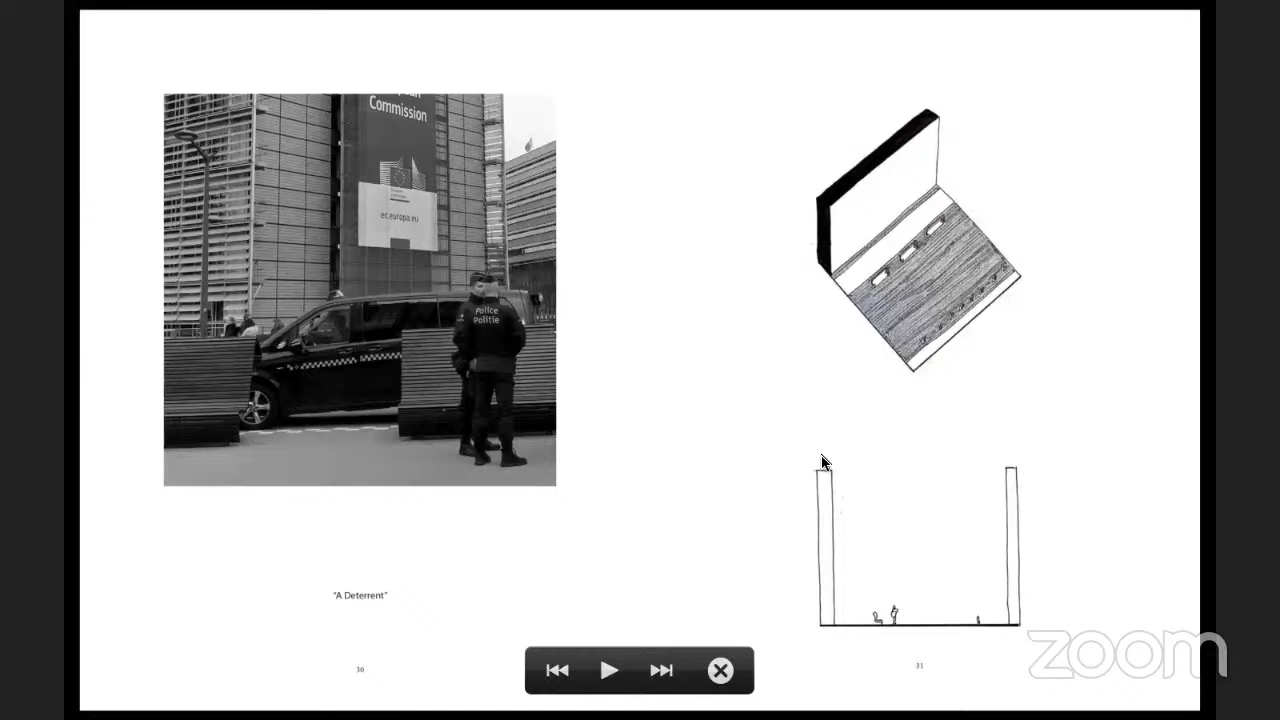 Commission
ec.europa.eu
Police
Politie
"A Deterrent"
30
31
zoom